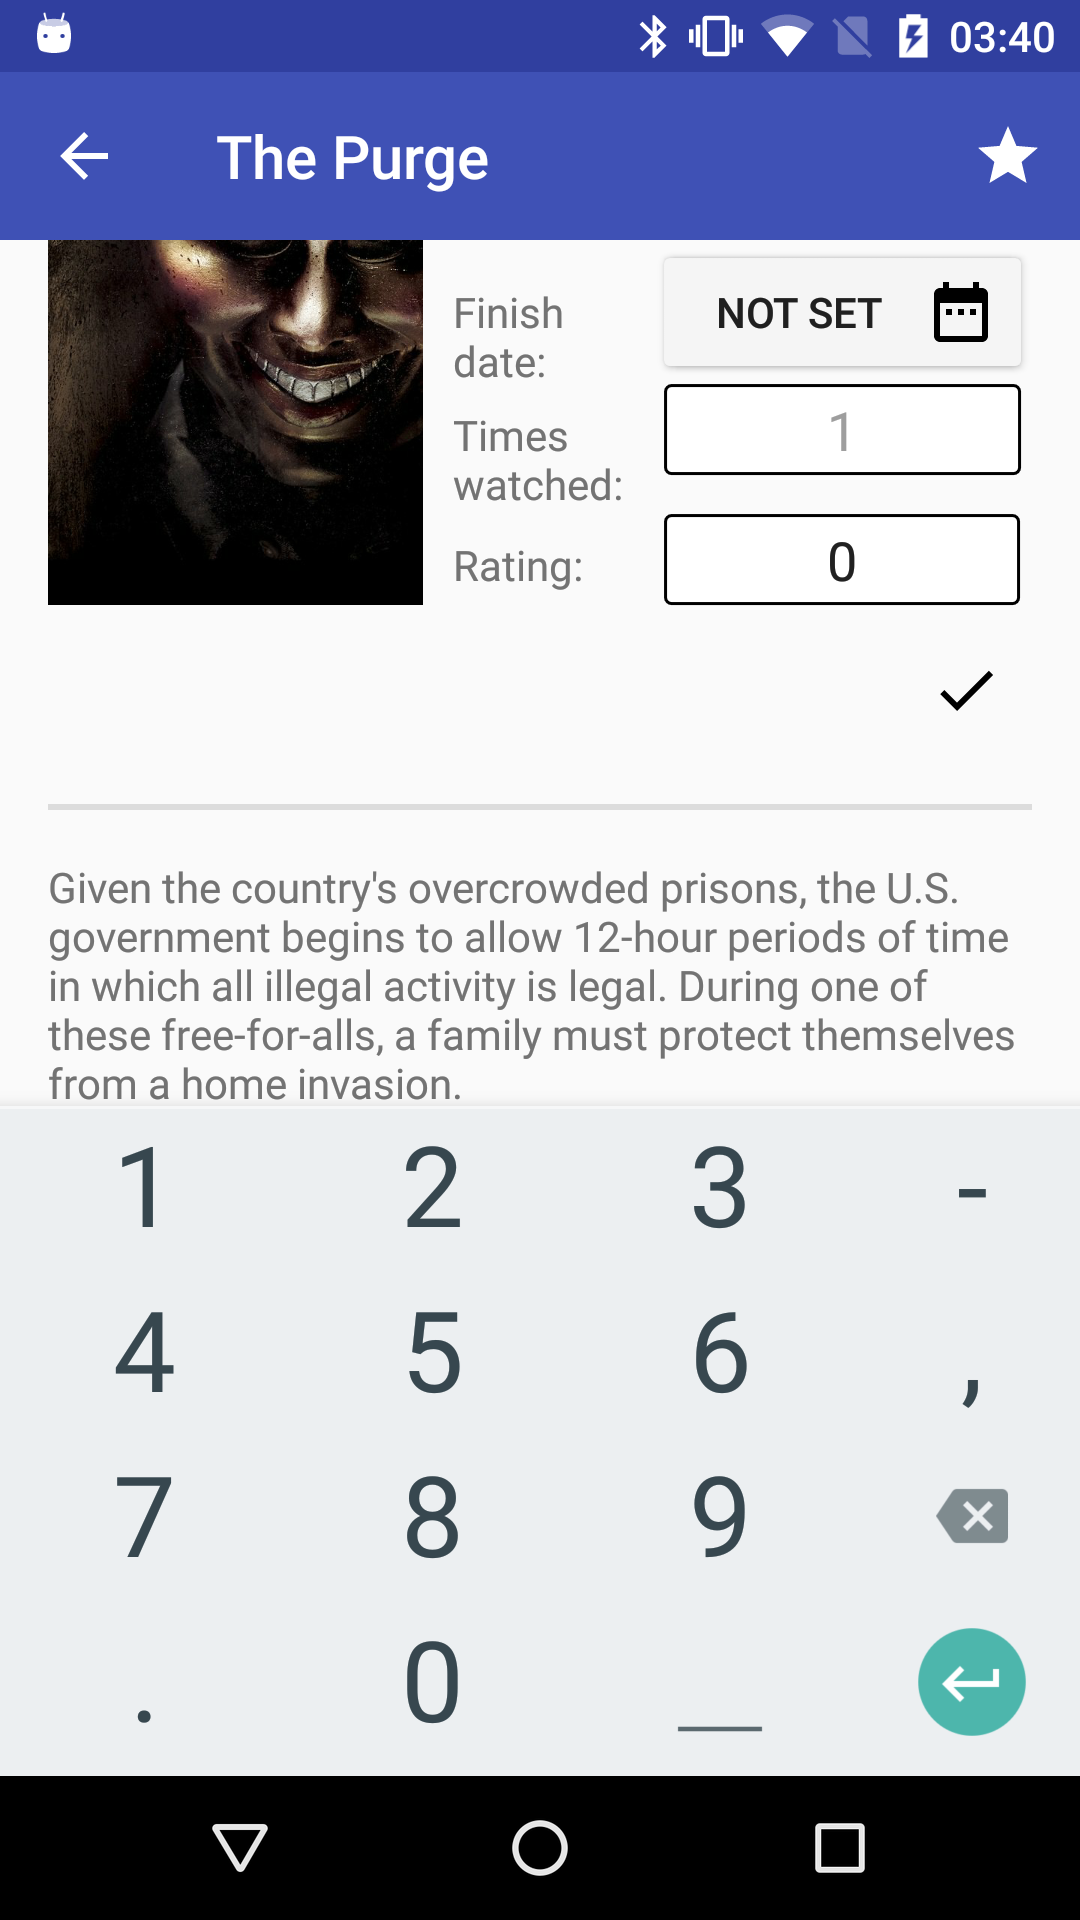 03:40
The Purge
Finish
date:
NOT SET
Times
watched:
1
Rating:
0
Given the country's overcrowded prisons, the U.S.
government begins to allow 12-hour periods of time
in which all illegal activity is legal. During one of
these free-for-alls, a family must protect themselves
from a home invasion.
1 2 3 -
4 5 6 ,
7 8 9
. 0 _